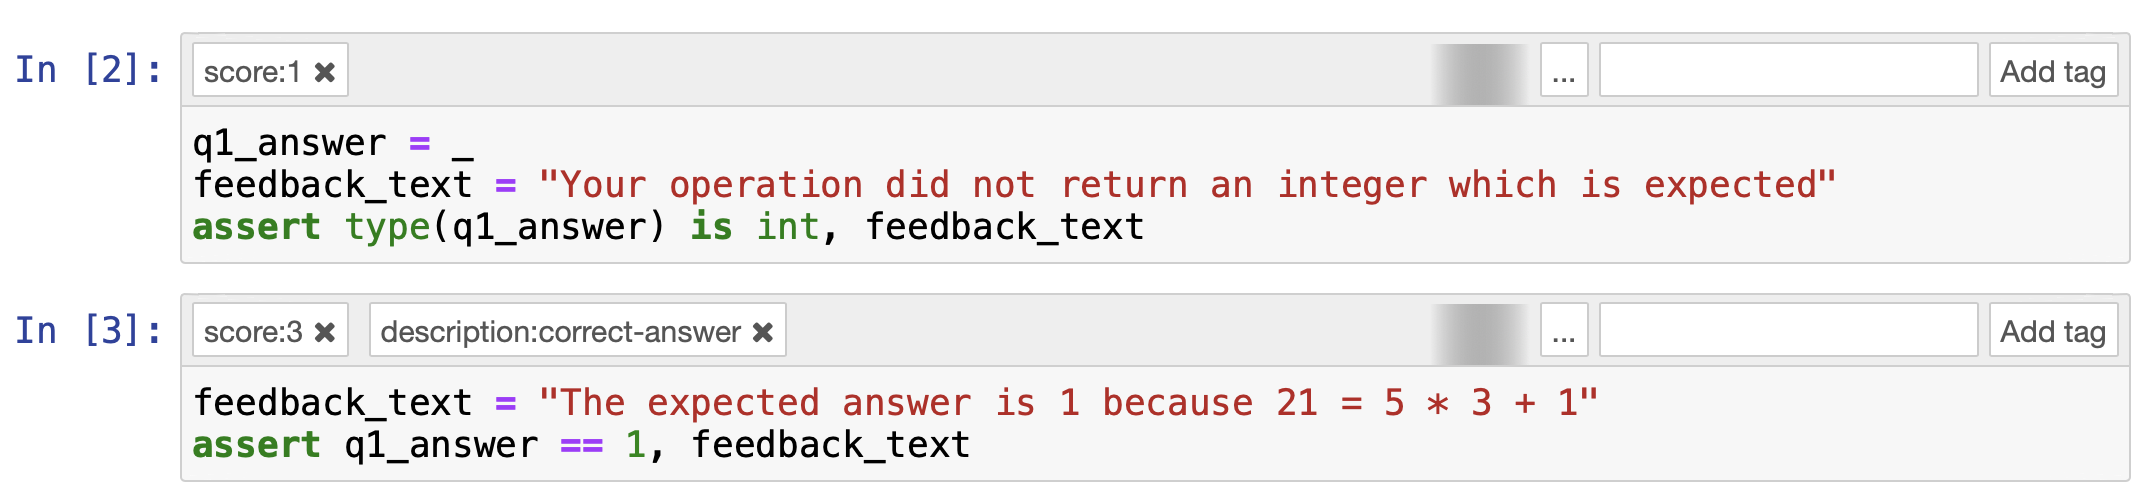 In [2]: score:1 ✖ ... Add tag
q1_answer = _
feedback_text = "Your operation did not return an integer which is expected"
assert type(q1_answer) is int, feedback_text
In [3]: score:3 ✖ description:correct-answer ✖ ... Add tag
feedback_text = "The expected answer is 1 because 21 = 5 * 3 + 1"
assert q1_answer == 1, feedback_text